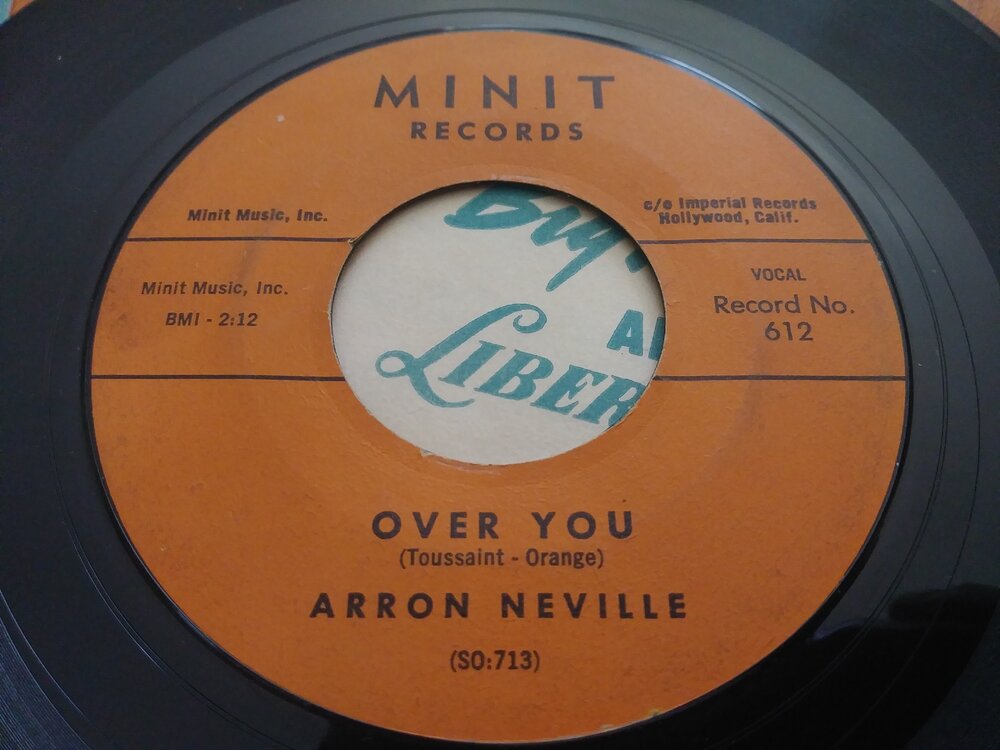 MINIT
RECORDS
Minit Music, Inc.
c/o Imperial Records
Hollywood, Calif.
Minit Music, Inc.
BMI - 2:12
VOCAL
Record No.
612
LIBER
OVER YOU
(Toussaint - Orange)
ARRON NEVILLE
(SO:713)